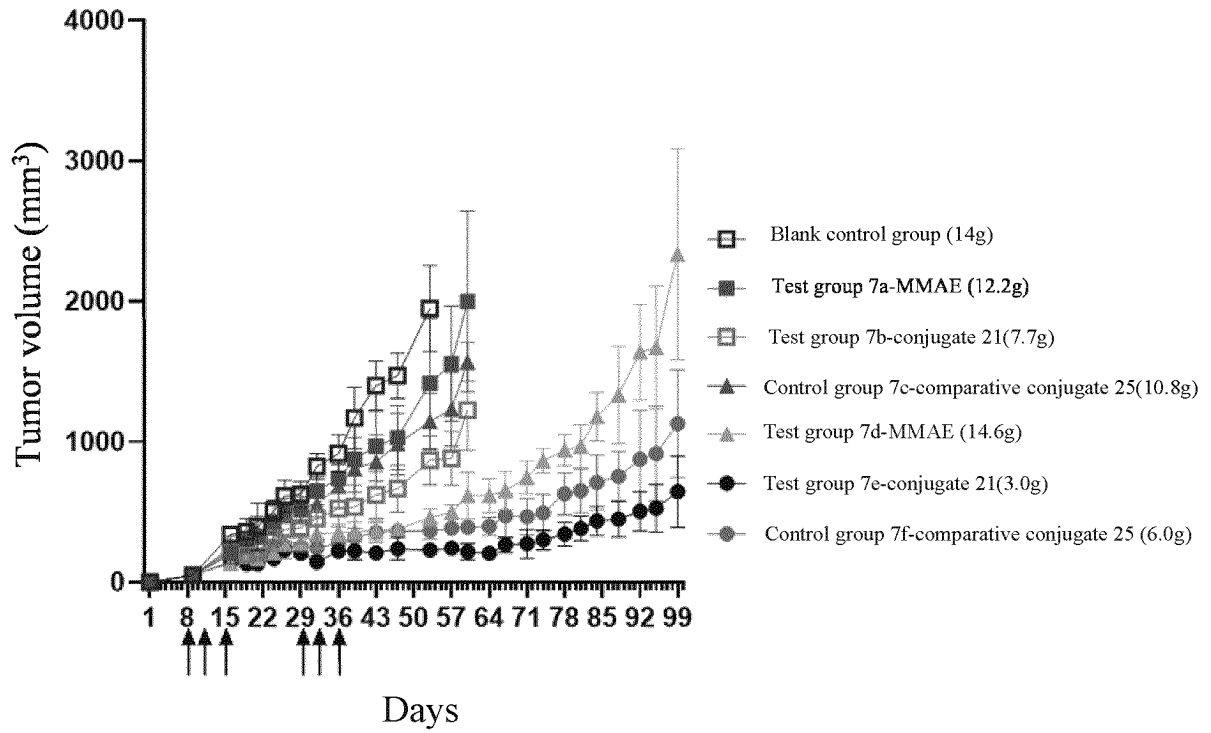 4000
3000
2000
1000
0
Tumor volume (mm³)
1 8 15 22 29 36 43 50 57 64 71 78 85 92 99
Days
Blank control group (14g)
Test group 7a-MMAE (12.2g)
Test group 7b-conjugate 21(7.7g)
Control group 7c-comparative conjugate 25(10.8g)
Test group 7d-MMAE (14.6g)
Test group 7e-conjugate 21(3.0g)
Control group 7f-comparative conjugate 25 (6.0g)